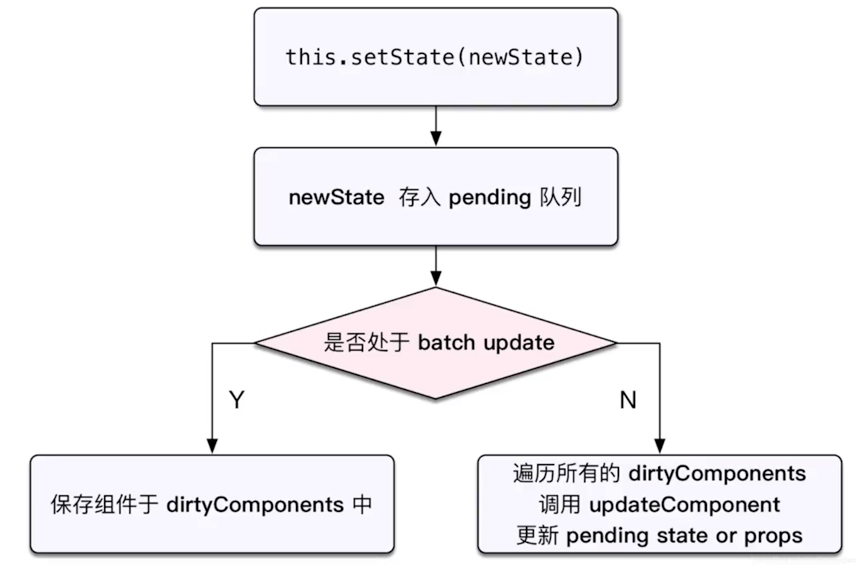 this.setState(newState)
newState 存入 pending 队列
是否处于 batch update
Y
N
保存组件于 dirtyComponents 中
遍历所有的 dirtyComponents
调用 updateComponent
更新 pending state or props